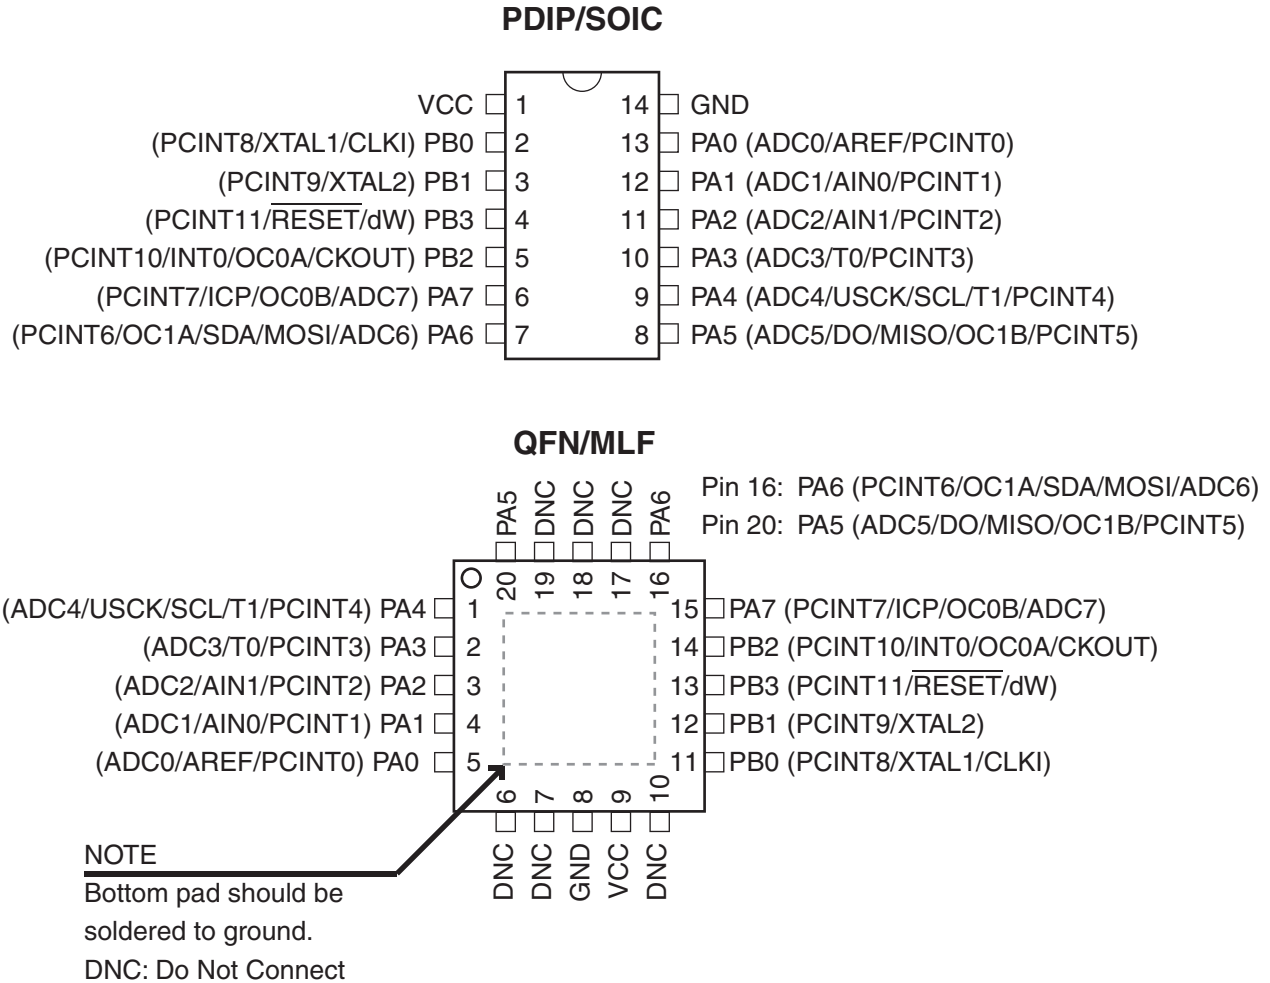 PDIP/SOIC
VCC 1 14 GND
(PCINT8/XTAL1/CLKI) PB0 2 13 PA0 (ADC0/AREF/PCINT0)
(PCINT9/XTAL2) PB1 3 12 PA1 (ADC1/AIN0/PCINT1)
(PCINT11/RESET/dW) PB3 4 11 PA2 (ADC2/AIN1/PCINT2)
(PCINT10/INT0/OC0A/CKOUT) PB2 5 10 PA3 (ADC3/T0/PCINT3)
(PCINT7/ICP/OC0B/ADC7) PA7 6 9 PA4 (ADC4/USCK/SCL/T1/PCINT4)
(PCINT6/OC1A/SDA/MOSI/ADC6) PA6 7 8 PA5 (ADC5/DO/MISO/OC1B/PCINT5)
QFN/MLF
Pin 16: PA6 (PCINT6/OC1A/SDA/MOSI/ADC6)
Pin 20: PA5 (ADC5/DO/MISO/OC1B/PCINT5)
PA5 DNC DNC DNC PA6
20 19 18 17 16
(ADC4/USCK/SCL/T1/PCINT4) PA4 1 15 PA7 (PCINT7/ICP/OC0B/ADC7)
(ADC3/T0/PCINT3) PA3 2 14 PB2 (PCINT10/INT0/OC0A/CKOUT)
(ADC2/AIN1/PCINT2) PA2 3 13 PB3 (PCINT11/RESET/dW)
(ADC1/AIN0/PCINT1) PA1 4 12 PB1 (PCINT9/XTAL2)
(ADC0/AREF/PCINT0) PA0 5 11 PB0 (PCINT8/XTAL1/CLKI)
6 7 8 9 10
DNC DNC GND VCC DNC
NOTE
Bottom pad should be
soldered to ground.
DNC: Do Not Connect